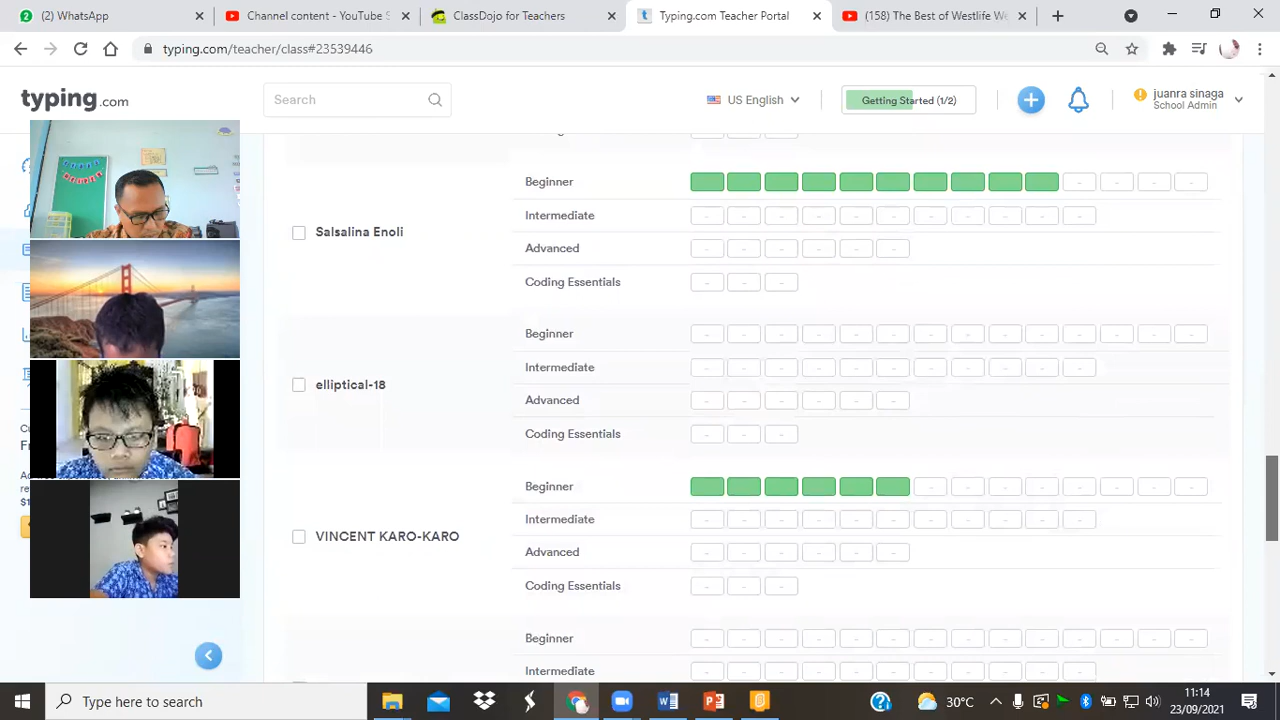 (2) WhatsApp
Channel content - YouTube S
ClassDojo for Teachers
Typing.com Teacher Portal
(158) The Best of Westlife We
typing.com/teacher/class#23539446
typing.com
Search
US English
Getting Started (1/2)
juanra sinaga
School Admin
Beginner
Intermediate
Salsalina Enoli
Advanced
Coding Essentials
Beginner
Intermediate
elliptical-18
Advanced
Coding Essentials
Beginner
Intermediate
VINCENT KARO-KARO
Advanced
Coding Essentials
Beginner
Intermediate
Type here to search
30°C
11:14
23/09/2021